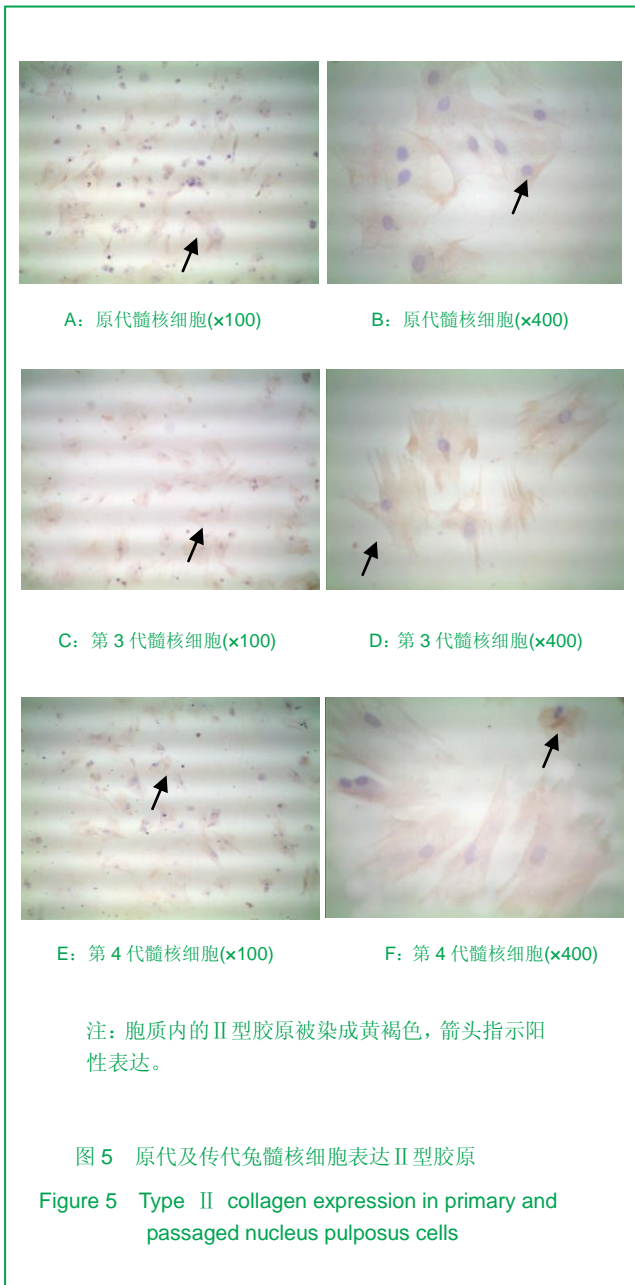 A：原代髓核细胞(×100)
B：原代髓核细胞(×400)
C：第 3 代髓核细胞(×100)
D：第 3 代髓核细胞(×400)
E：第 4 代髓核细胞(×100)
F：第 4 代髓核细胞(×400)
注：胞质内的Ⅱ型胶原被染成黄褐色，箭头指示阳
性表达。
图 5 原代及传代兔髓核细胞表达Ⅱ型胶原
Figure 5 Type Ⅱ collagen expression in primary and
passaged nucleus pulposus cells